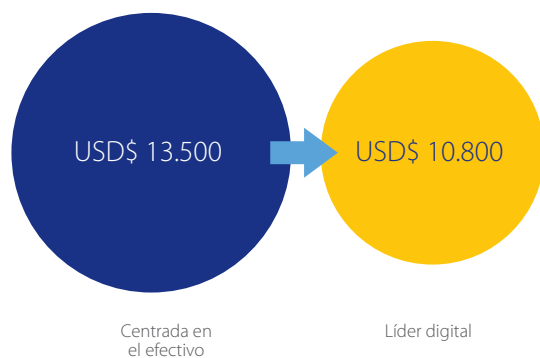 USD$ 13.500
USD$ 10.800
Centrada en
el efectivo
Líder digital